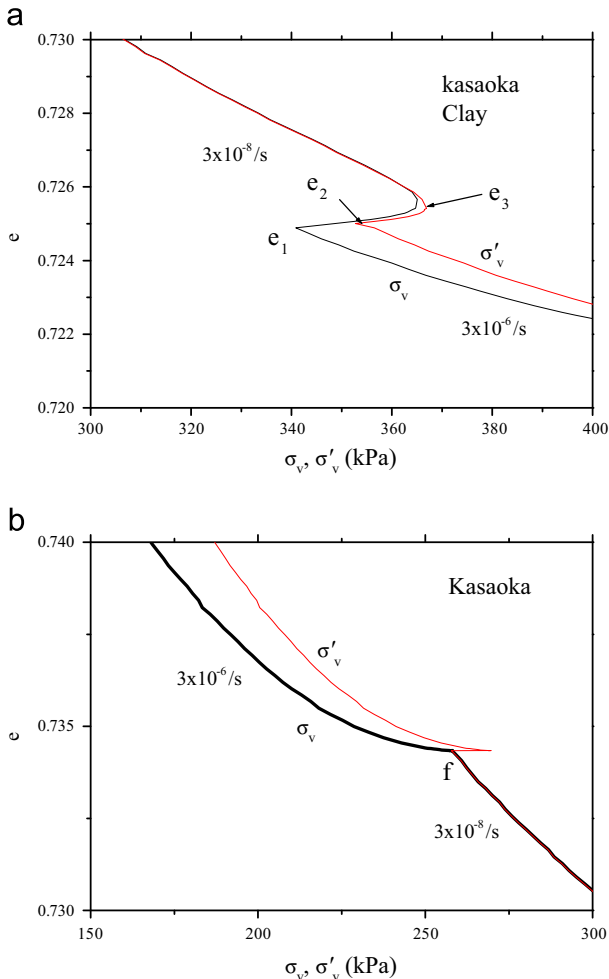 a
0.730
0.728
0.726
0.724
0.722
0.720
e
kasaoka
Clay
3x10⁻⁸/s
e₂
e₃
e₁
σ'ᵥ
σᵥ
3x10⁻⁶/s
300 320 340 360 380 400
σᵥ, σ'ᵥ (kPa)
b
0.740
0.735
0.730
e
Kasaoka
σ'ᵥ
3x10⁻⁶/s
σᵥ
f
3x10⁻⁸/s
150 200 250 300
σᵥ, σ'ᵥ (kPa)